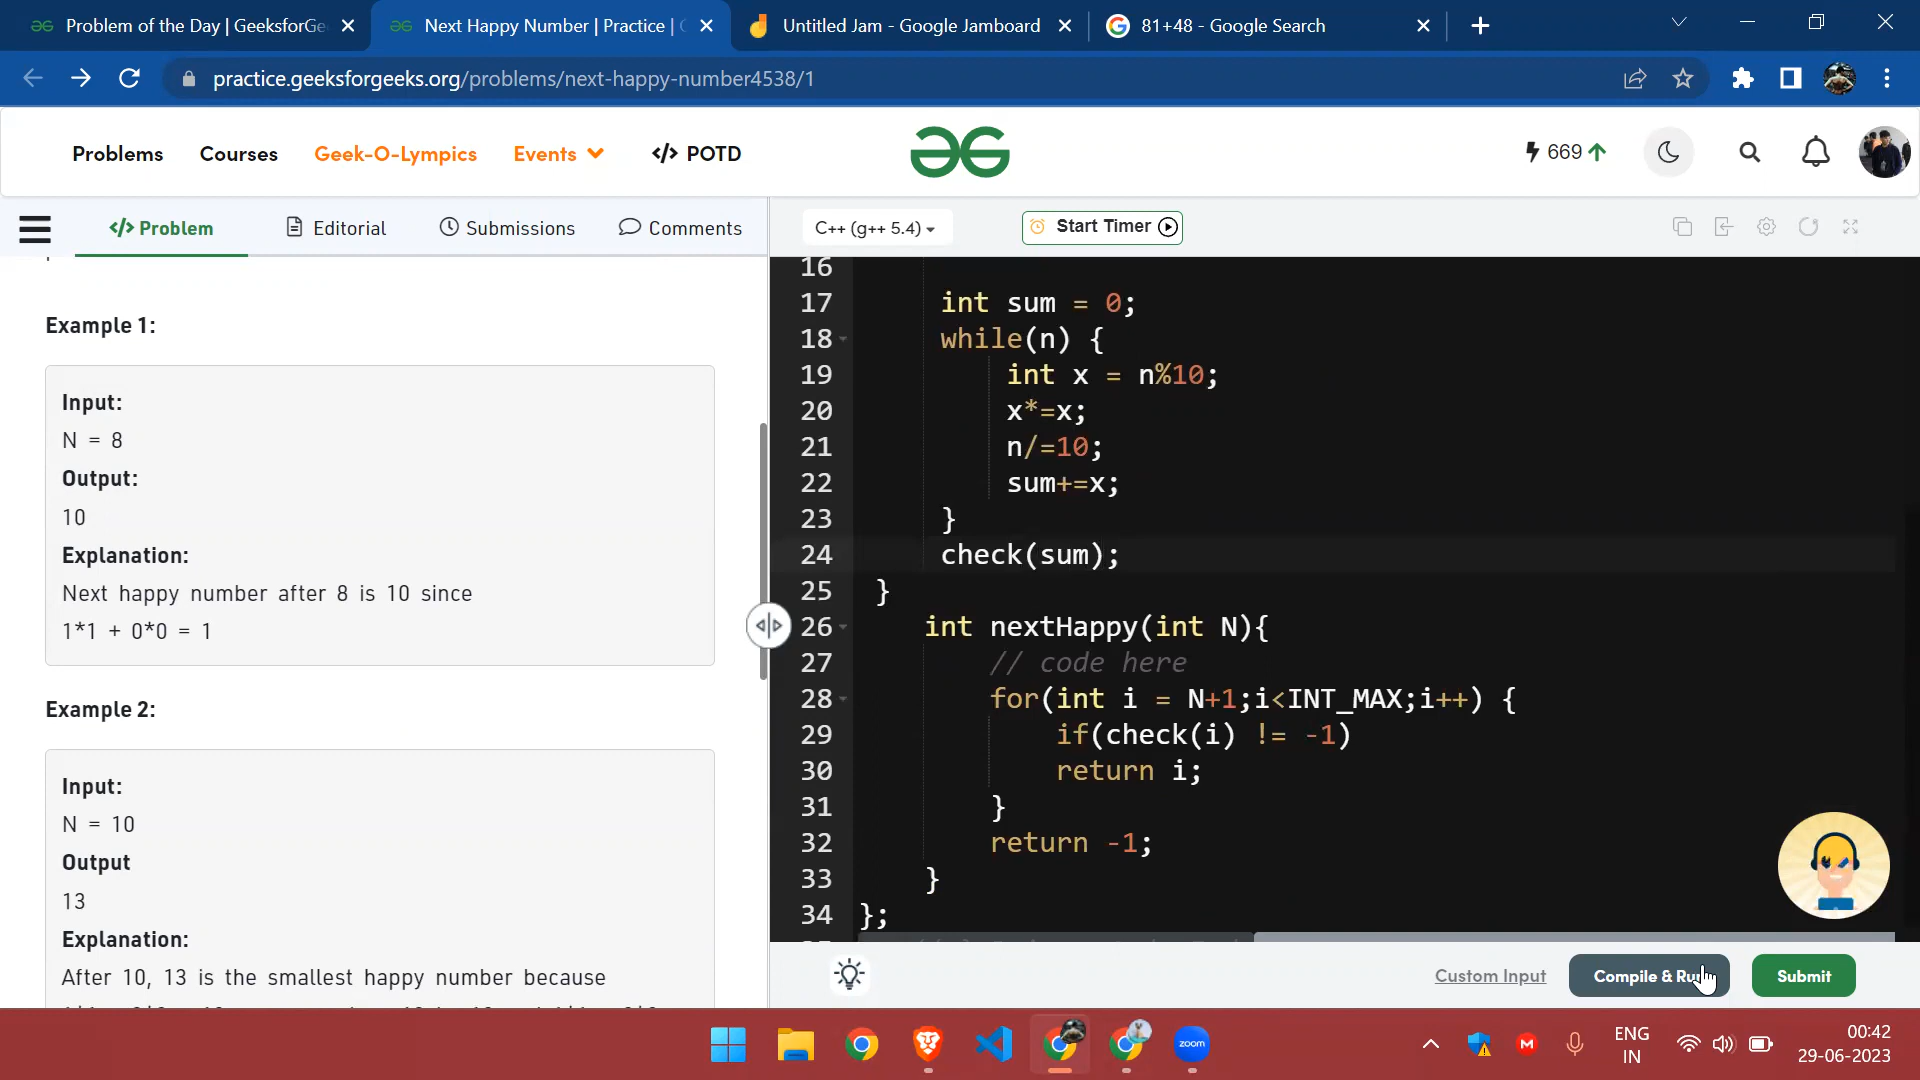 Problem of the Day | GeeksforGe
Next Happy Number | Practice |
Untitled Jam - Google Jamboard
81+48 - Google Search
practice.geeksforgeeks.org/problems/next-happy-number4538/1
Problems
Courses
Geek-O-Lympics
Events
</> POTD
669
</> Problem
Editorial
Submissions
Comments
C++ (g++ 5.4)
Start Timer
Example 1:
Input:
N = 8
Output:
10
Explanation:
Next happy number after 8 is 10 since
1*1 + 0*0 = 1
Example 2:
Input:
N = 10
Output
13
Explanation:
After 10, 13 is the smallest happy number because
16
17 int sum = 0;
18 while(n) {
19 int x = n%10;
20 x*=x;
21 n/=10;
22 sum+=x;
23 }
24 check(sum);
25 }
26 int nextHappy(int N){
27 // code here
28 for(int i = N+1;i<INT_MAX;i++) {
29 if(check(i) != -1)
30 return i;
31 }
32 return -1;
33 }
34 };
Custom Input
Compile & Run
Submit
zoom
ENG
IN
00:42
29-06-2023